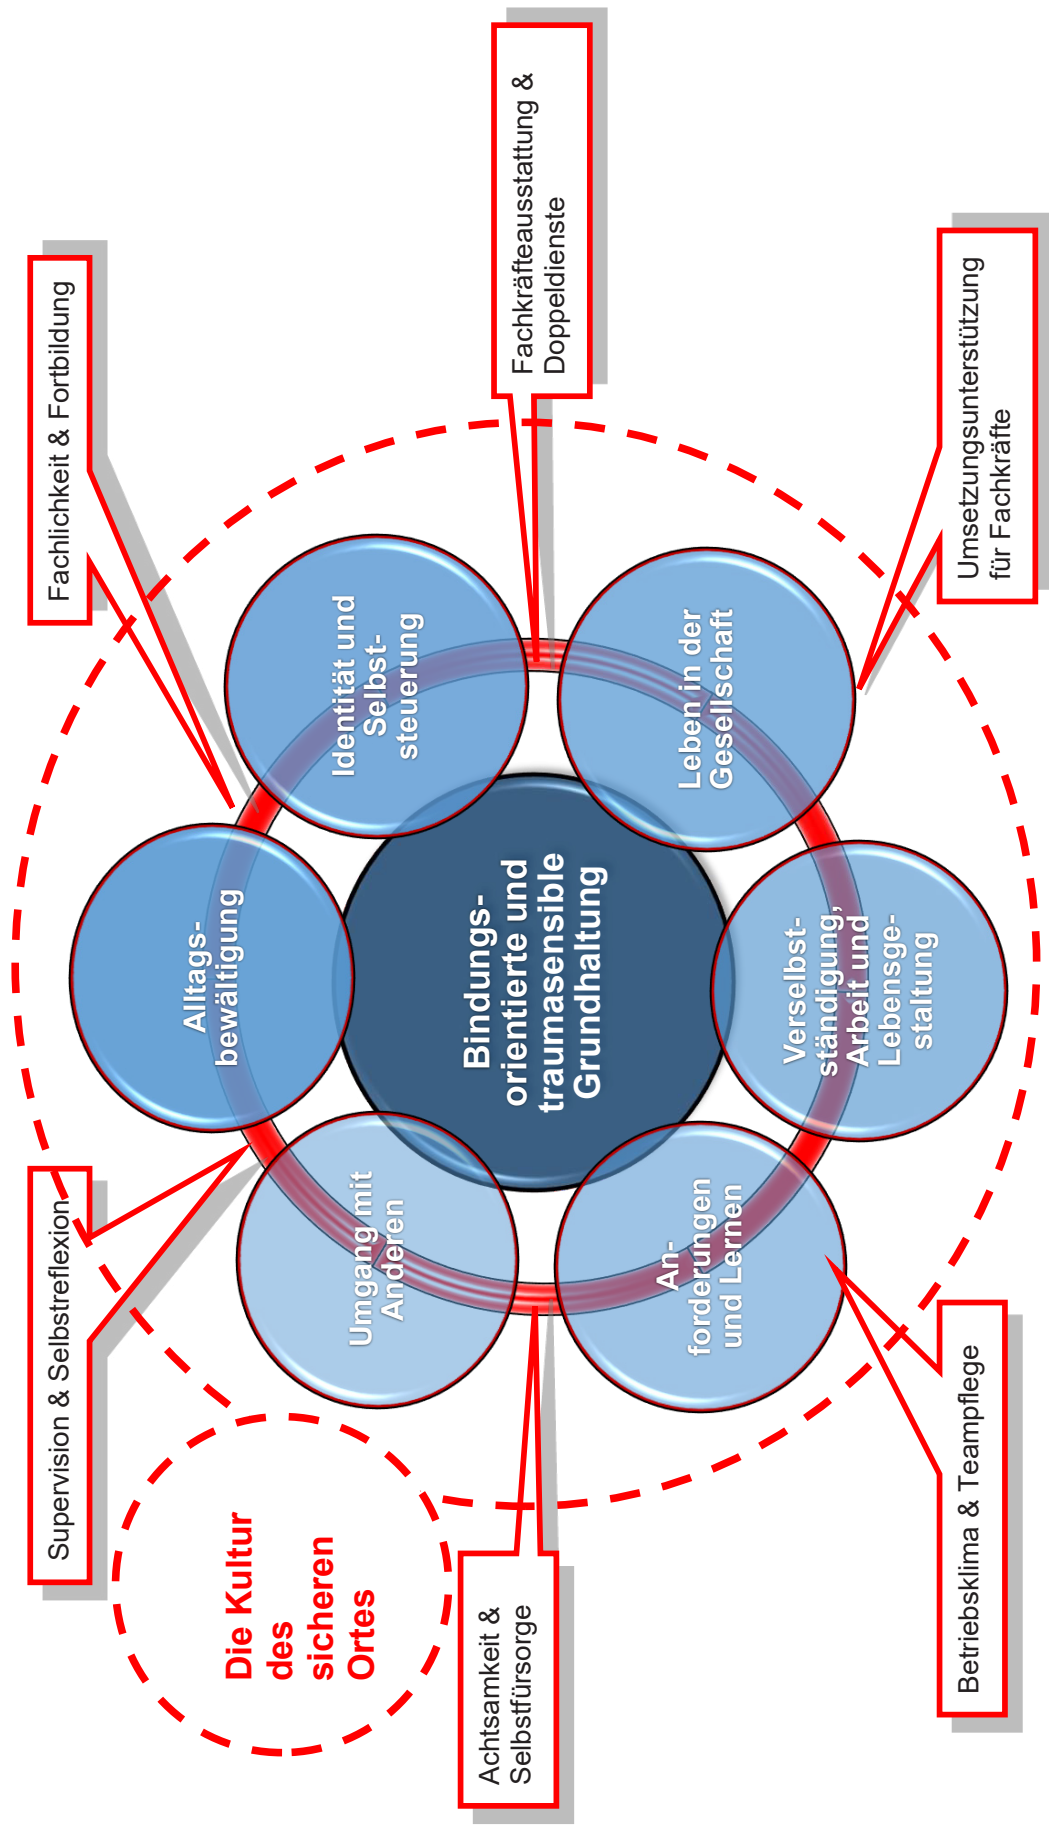 Die Kultur
des
sicheren
Ortes
Supervision & Selbstreflexion
Fachlichkeit & Fortbildung
Achtsamkeit &
Selbstfürsorge
Fachkräfteausstattung &
Doppeldienste
Betriebsklima & Teampflege
Umsetzungsunterstützung
für Fachkräfte
Alltags-
bewältigung
Identität und
Selbst-
steuerung
Leben in der
Gesellschaft
Verselbst-
ständigung,
Arbeit und
Lebensge-
staltung
An-
forderungen
und Lernen
Umgang mit
Anderen
Bindungs-
orientierte und
traumasensible
Grundhaltung